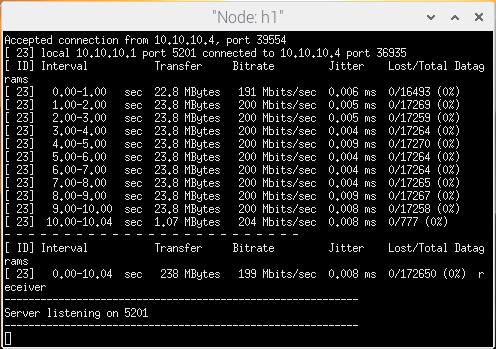 "Node: h1"
Accepted connection from 10.10.10.4, port 39554
[ 23] local 10.10.10.1 port 5201 connected to 10.10.10.4 port 36935
[ ID] Interval Transfer Bitrate Jitter Lost/Total Datag
rams
[ 23] 0.00-1.00 sec 22.8 MBytes 191 Mbits/sec 0.006 ms 0/16493 (0%)
[ 23] 1.00-2.00 sec 23.8 MBytes 200 Mbits/sec 0.005 ms 0/17269 (0%)
[ 23] 2.00-3.00 sec 23.8 MBytes 200 Mbits/sec 0.005 ms 0/17259 (0%)
[ 23] 3.00-4.00 sec 23.8 MBytes 200 Mbits/sec 0.004 ms 0/17264 (0%)
[ 23] 4.00-5.00 sec 23.8 MBytes 200 Mbits/sec 0.009 ms 0/17270 (0%)
[ 23] 5.00-6.00 sec 23.8 MBytes 200 Mbits/sec 0.004 ms 0/17264 (0%)
[ 23] 6.00-7.00 sec 23.8 MBytes 200 Mbits/sec 0.004 ms 0/17264 (0%)
[ 23] 7.00-8.00 sec 23.8 MBytes 200 Mbits/sec 0.004 ms 0/17265 (0%)
[ 23] 8.00-9.00 sec 23.8 MBytes 200 Mbits/sec 0.009 ms 0/17267 (0%)
[ 23] 9.00-10.00 sec 23.8 MBytes 200 Mbits/sec 0.008 ms 0/17258 (0%)
[ 23] 10.00-10.04 sec 1.07 MBytes 204 Mbits/sec 0.008 ms 0/777 (0%)
- - - - - - - - - - - - - - - - - - - - - - - - -
[ ID] Interval Transfer Bitrate Jitter Lost/Total Datag
rams
[ 23] 0.00-10.04 sec 238 MBytes 199 Mbits/sec 0.008 ms 0/172650 (0%) r
eceiver
-----------------------------------------------------------
Server listening on 5201
-----------------------------------------------------------